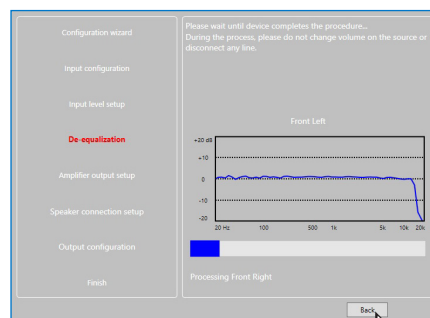 Configuration wizard
Input configuration
Input level setup
De-equalization
Amplifier output setup
Speaker connection setup
Output configuration
Finish
Please wait until device completes the procedure...
During the process, please do not change volume on the source or
disconnect any line.
Front Left
+20 dB
+10
0
-10
-20
20 Hz 100 500 1k 5k 10k 20k
Processing Front Right
Back